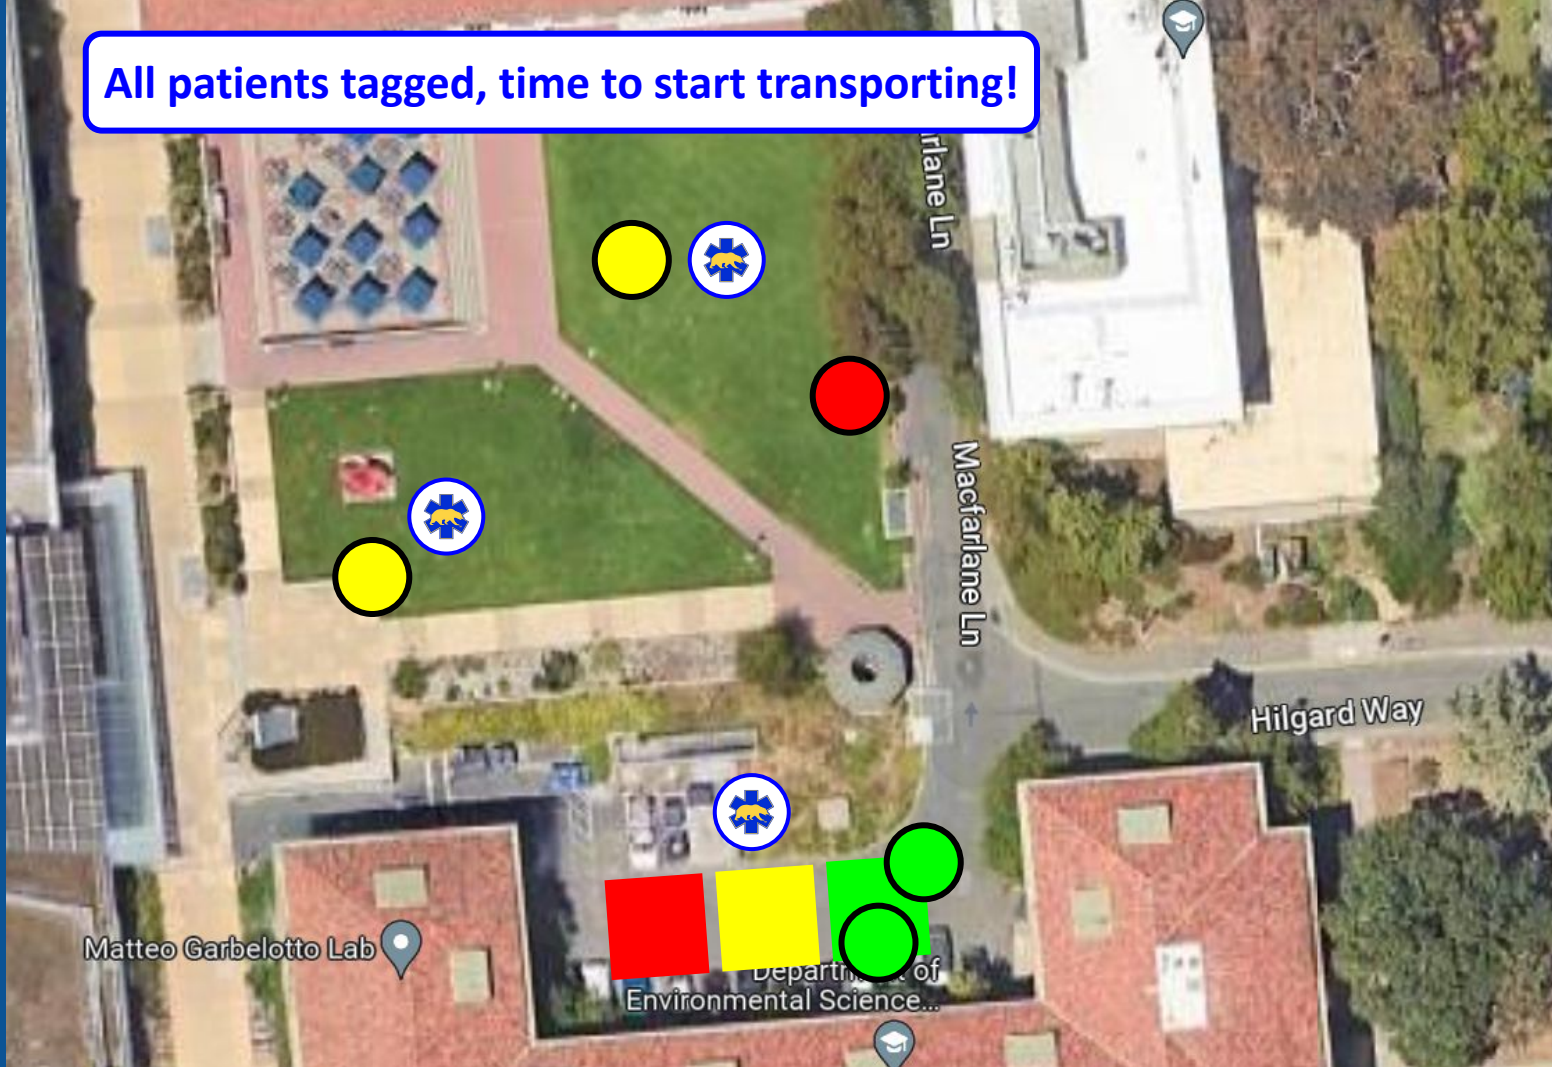 All patients tagged, time to start transporting!
rlane Ln
Macfarlane Ln
Hilgard Way
Matteo Garbelotto Lab
Environmental Science...